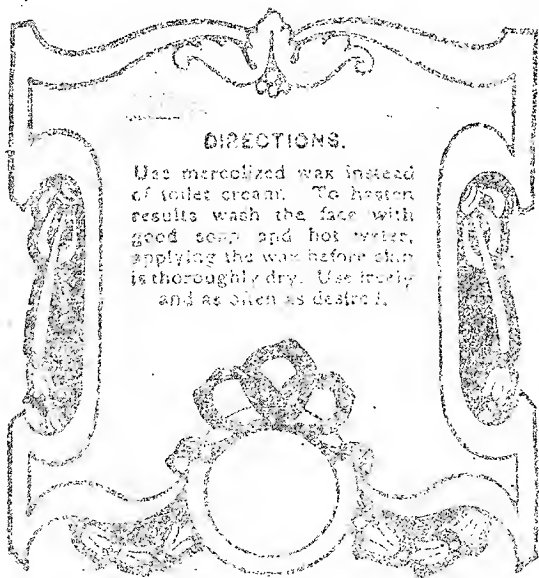 DIRECTIONS.
Use mercolized wax instead
of toilet cream. To hasten
results wash the face with
good soap and hot water,
applying the wax before skin
is thoroughly dry. Use freely
and as often as desired.